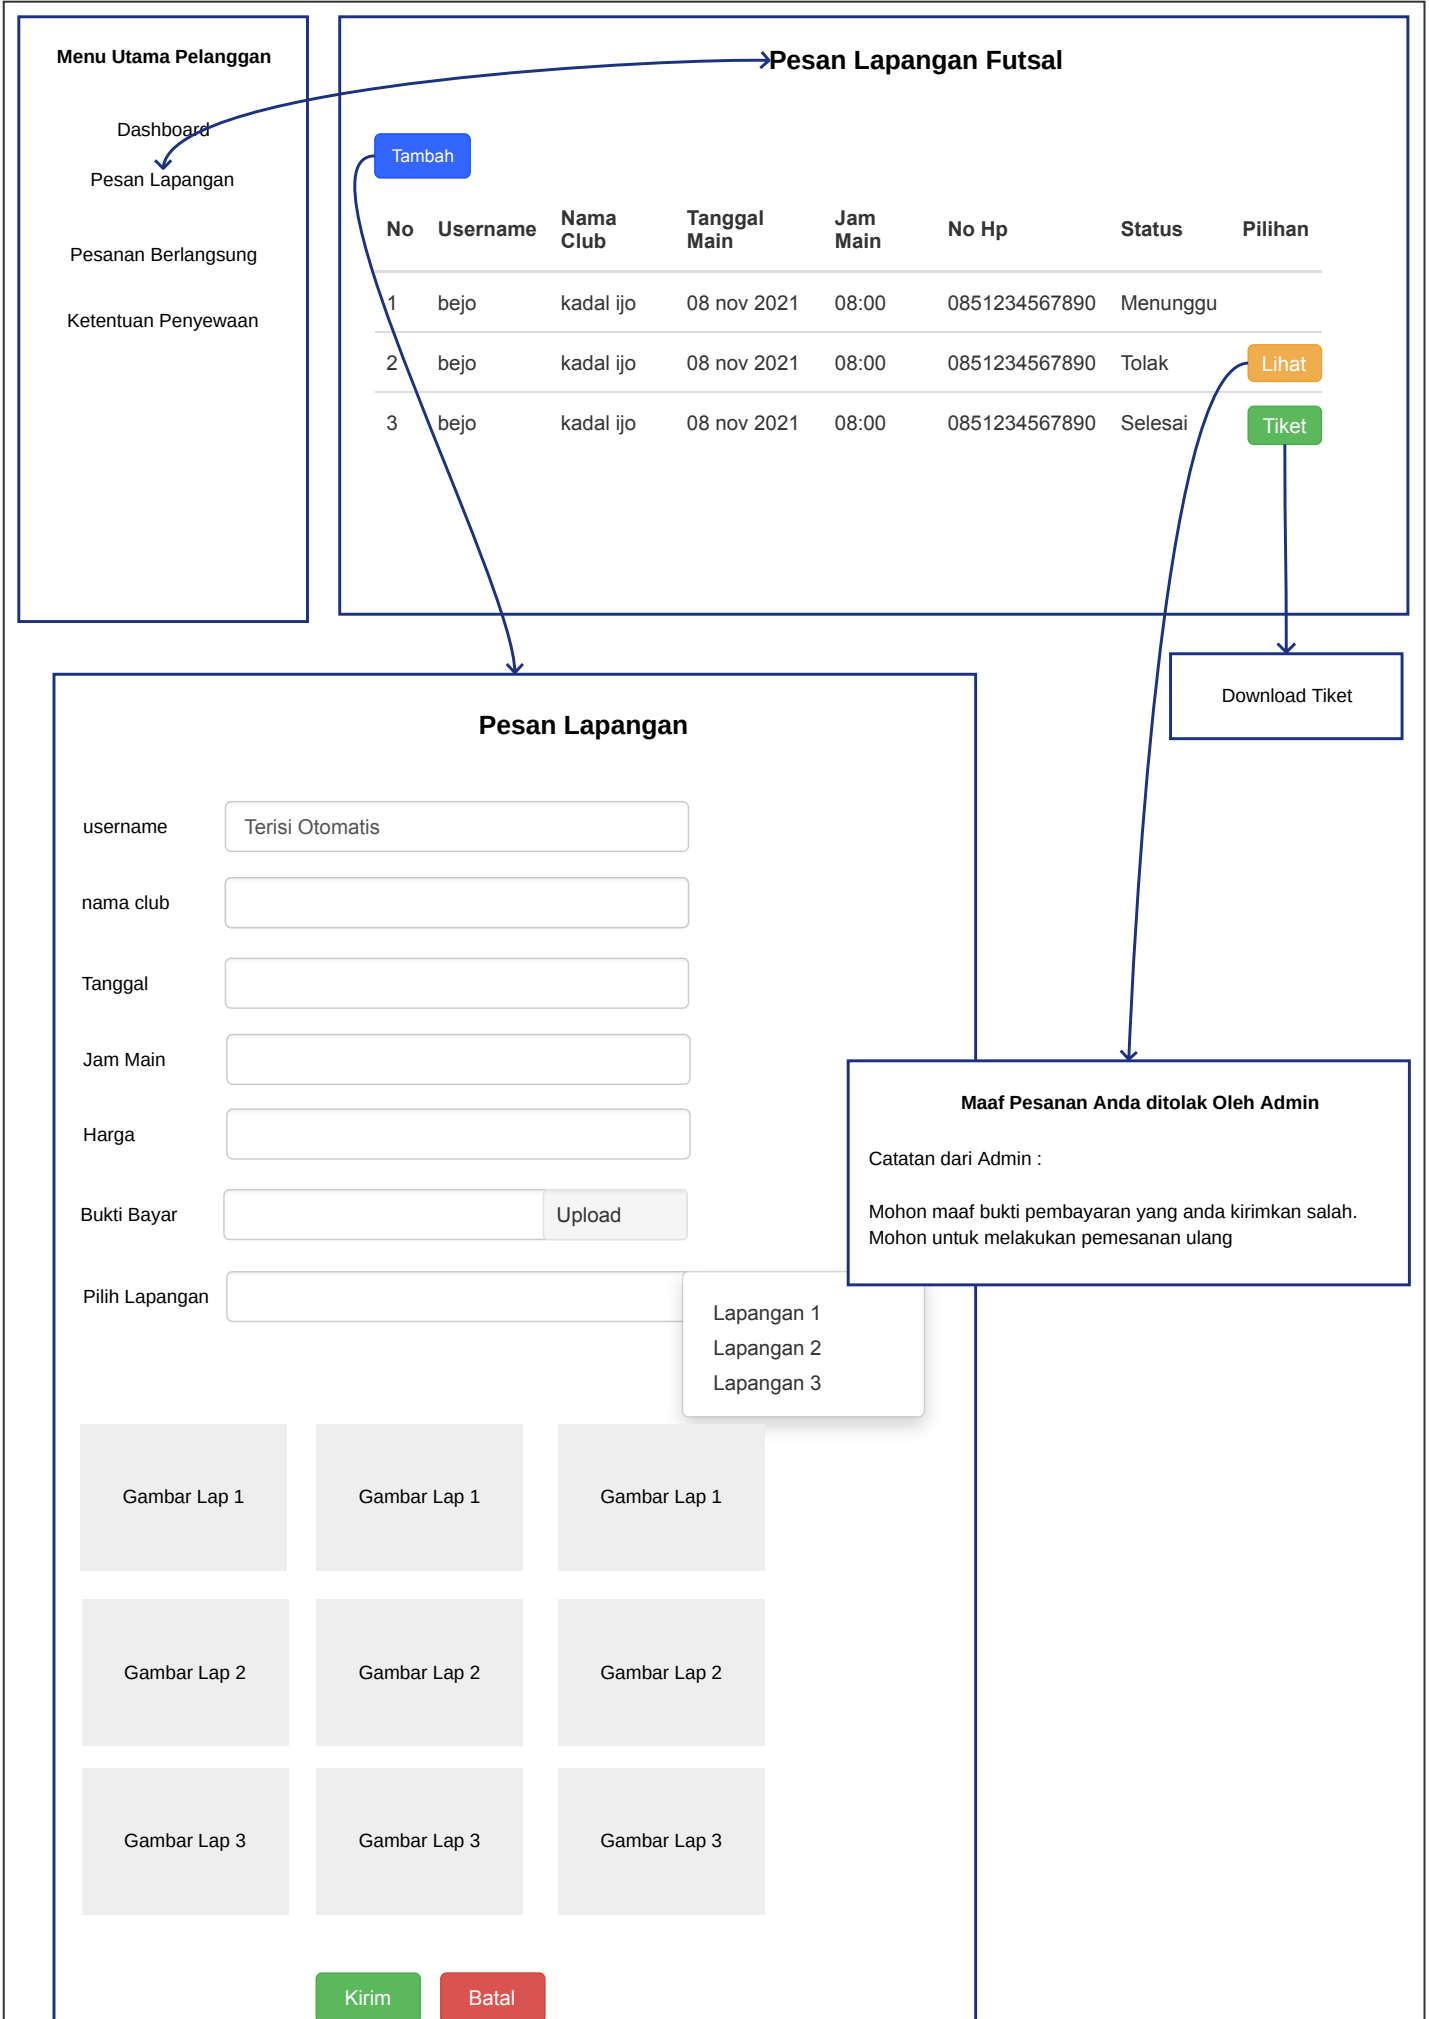 Menu Utama Pelanggan
Dashboard
Pesan Lapangan
Pesanan Berlangsung
Ketentuan Penyewaan
Pesan Lapangan Futsal
Tambah
No Username Nama Club Tanggal Main Jam Main No Hp Status Pilihan
1 bejo kadal ijo 08 nov 2021 08:00 0851234567890 Menunggu
2 bejo kadal ijo 08 nov 2021 08:00 0851234567890 Tolak Lihat
3 bejo kadal ijo 08 nov 2021 08:00 0851234567890 Selesai Tiket
Download Tiket
Pesan Lapangan
username Terisi Otomatis
nama club
Tanggal
Jam Main
Harga
Bukti Bayar Upload
Pilih Lapangan
Lapangan 1
Lapangan 2
Lapangan 3
Maaf Pesanan Anda ditolak Oleh Admin
Catatan dari Admin :
Mohon maaf bukti pembayaran yang anda kirimkan salah.
Mohon untuk melakukan pemesanan ulang
Gambar Lap 1 Gambar Lap 1 Gambar Lap 1
Gambar Lap 2 Gambar Lap 2 Gambar Lap 2
Gambar Lap 3 Gambar Lap 3 Gambar Lap 3
Kirim Batal